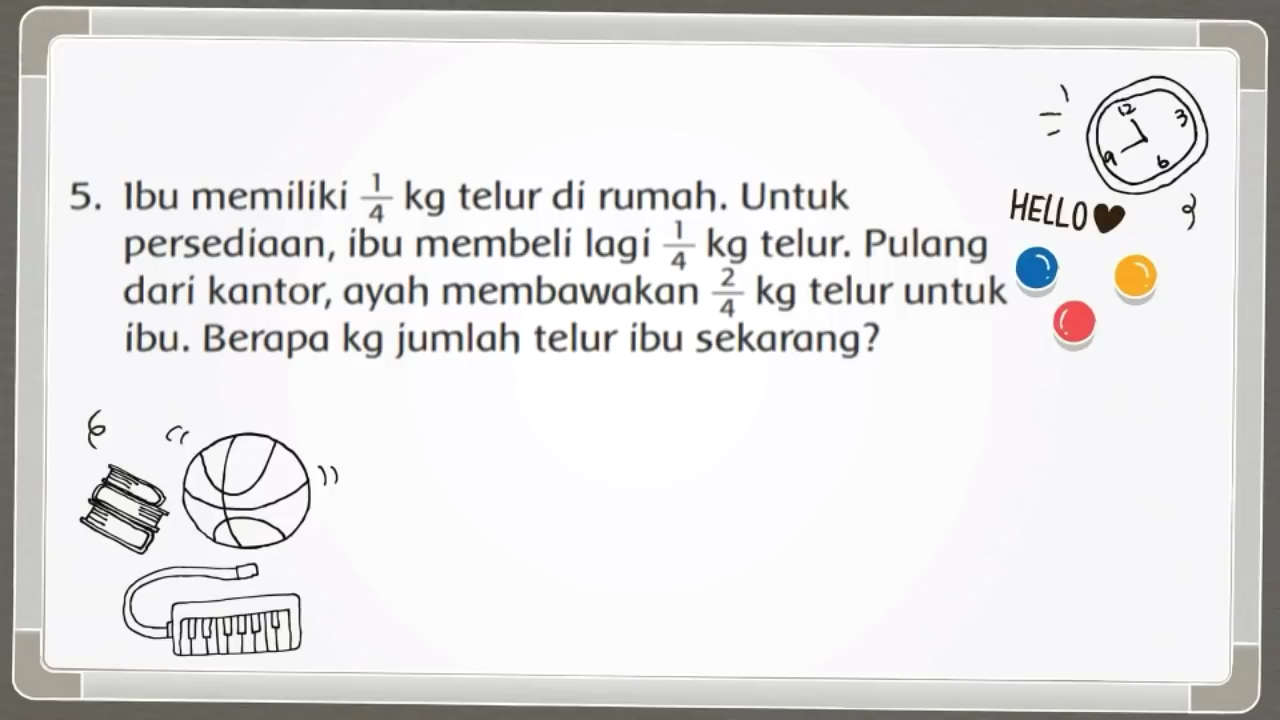 5. Ibu memiliki 1/4 kg telur di rumah. Untuk
persediaan, ibu membeli lagi 1/4 kg telur. Pulang
dari kantor, ayah membawakan 2/4 kg telur untuk
ibu. Berapa kg jumlah telur ibu sekarang?
12
3
9
6
HELLO